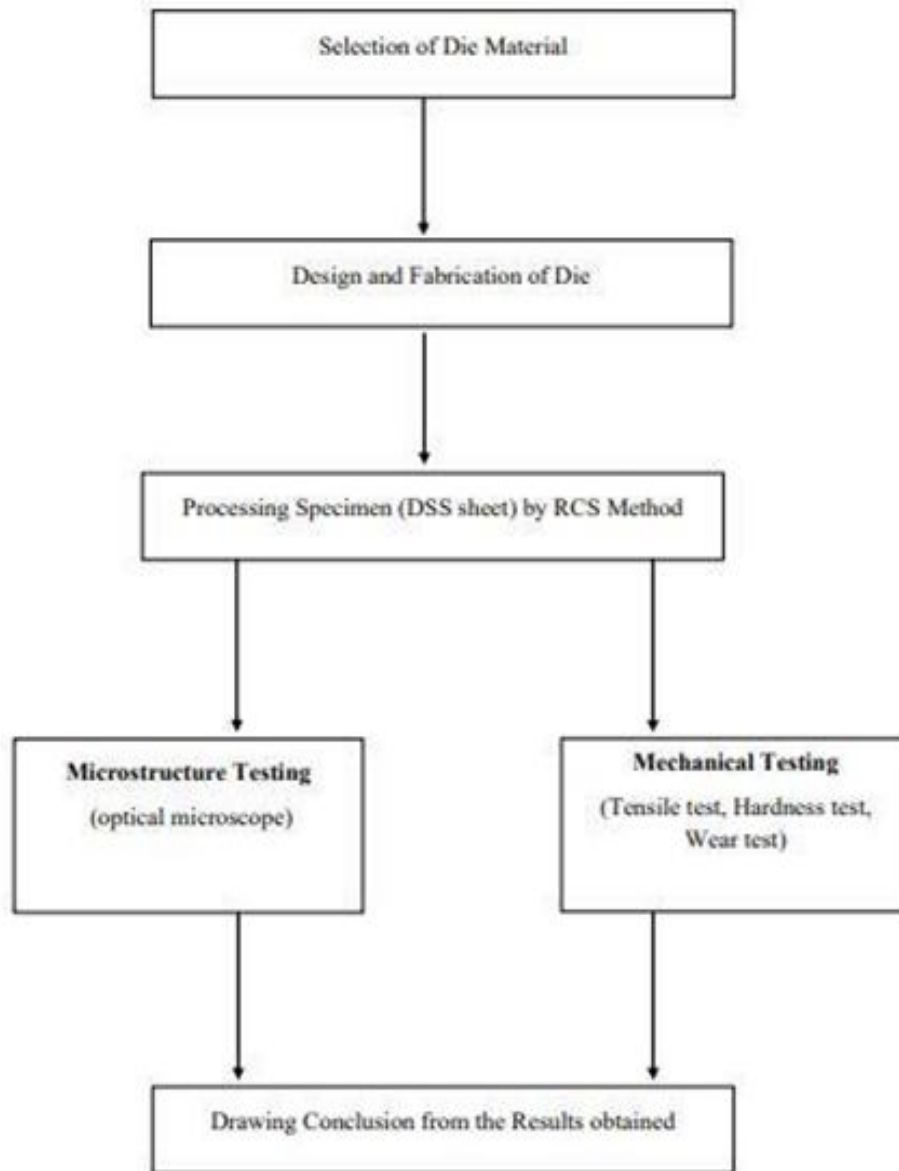 Selection of Die Material
Design and Fabrication of Die
Processing Specimen (DSS sheet) by RCS Method
Microstructure Testing
(optical microscope)
Mechanical Testing
(Tensile test, Hardness test,
Wear test)
Drawing Conclusion from the Results obtained